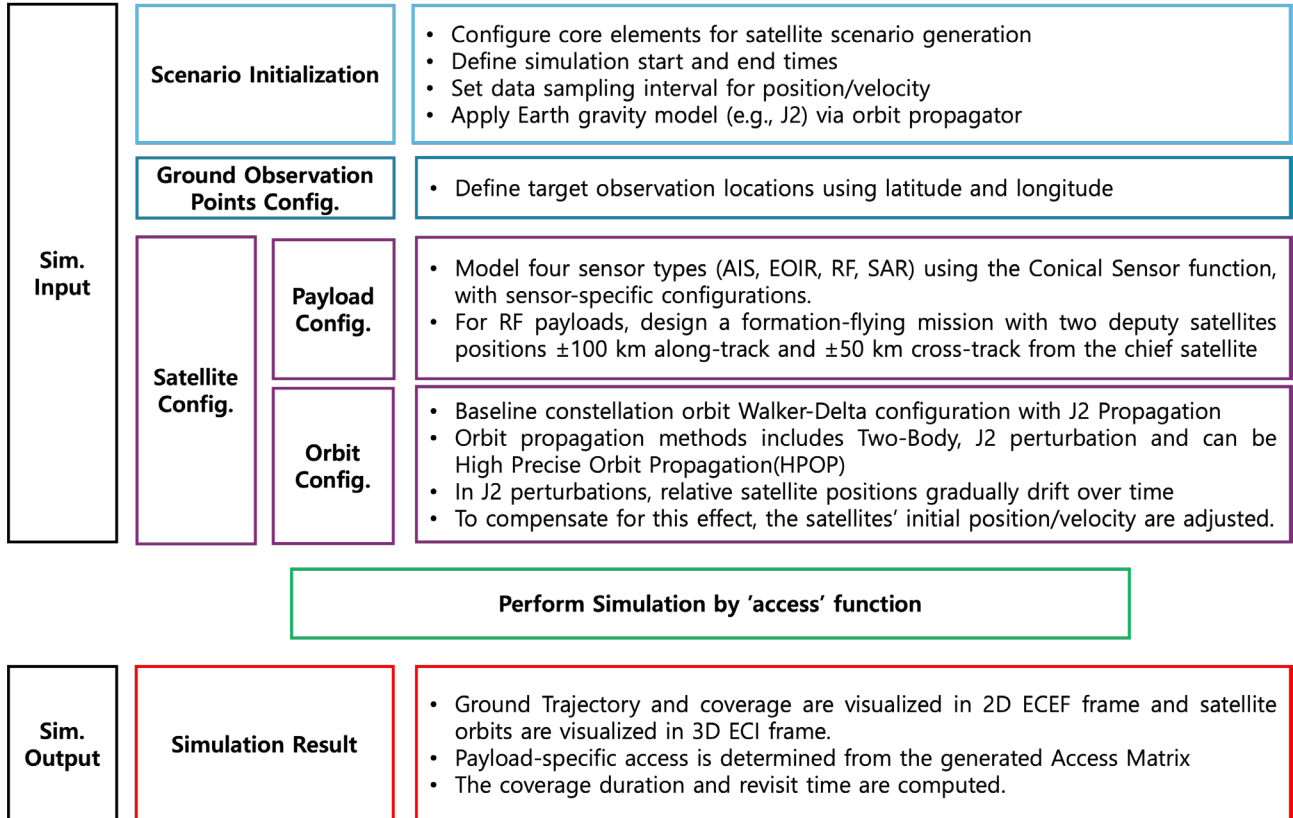 Sim.
Input
Scenario Initialization
• Configure core elements for satellite scenario generation
• Define simulation start and end times
• Set data sampling interval for position/velocity
• Apply Earth gravity model (e.g., J2) via orbit propagator
Ground Observation
Points Config.
• Define target observation locations using latitude and longitude
Satellite
Config.
Payload
Config.
• Model four sensor types (AIS, EOIR, RF, SAR) using the Conical Sensor function,
with sensor-specific configurations.
• For RF payloads, design a formation-flying mission with two deputy satellites
positions ±100 km along-track and ±50 km cross-track from the chief satellite
Orbit
Config.
• Baseline constellation orbit Walker-Delta configuration with J2 Propagation
• Orbit propagation methods includes Two-Body, J2 perturbation and can be
High Precise Orbit Propagation(HPOP)
• In J2 perturbations, relative satellite positions gradually drift over time
• To compensate for this effect, the satellites’ initial position/velocity are adjusted.
Perform Simulation by ‘access’ function
Sim.
Output
Simulation Result
• Ground Trajectory and coverage are visualized in 2D ECEF frame and satellite
orbits are visualized in 3D ECI frame.
• Payload-specific access is determined from the generated Access Matrix
• The coverage duration and revisit time are computed.